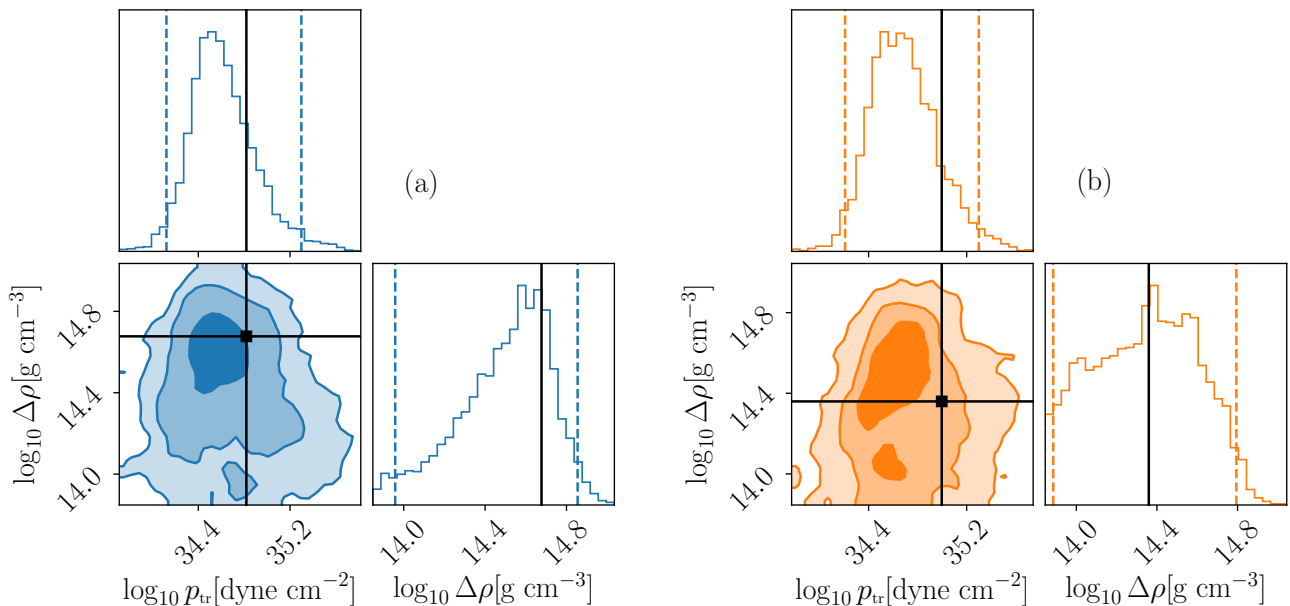 (a)
log₁₀ Δρ[g cm⁻³]
14.8
14.4
14.0
34.4 35.2
log₁₀ pₜᵣ[dyne cm⁻²]
14.0 14.4 14.8
log₁₀ Δρ[g cm⁻³]
(b)
log₁₀ Δρ[g cm⁻³]
14.8
14.4
14.0
34.4 35.2
log₁₀ pₜᵣ[dyne cm⁻²]
14.0 14.4 14.8
log₁₀ Δρ[g cm⁻³]